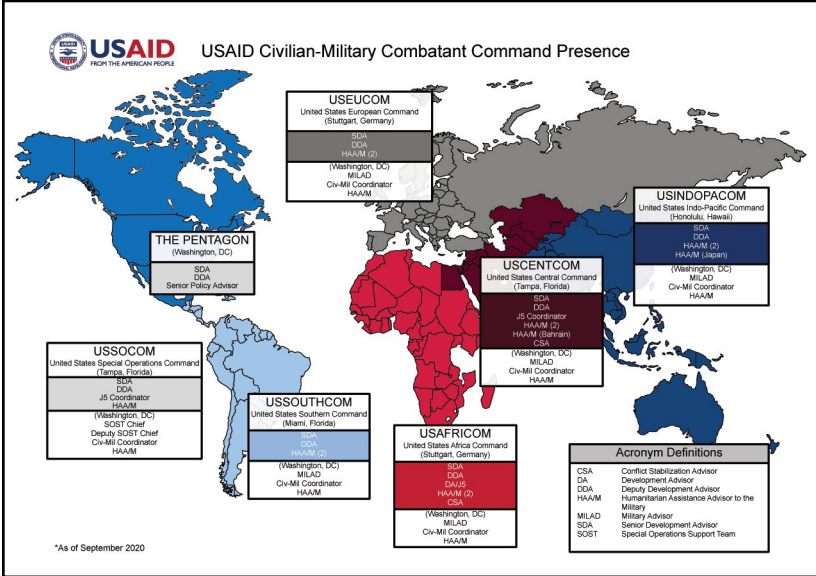 USAID
FROM THE AMERICAN PEOPLE
USAID Civilian-Military Combatant Command Presence
USEUCOM
United States European Command
(Stuttgart, Germany)
SDA
DDA
HAA/M (2)
(Washington, DC)
MILAD
Civ-Mil Coordinator
HAA/M
USINDOPACOM
United States Indo-Pacific Command
(Honolulu, Hawaii)
SDA
DDA
HAA/M (2)
HAA/M (Japan)
(Washington, DC)
MILAD
Civ-Mil Coordinator
HAA/M
THE PENTAGON
(Washington, DC)
SDA
DDA
Senior Policy Advisor
USCENTCOM
United States Central Command
(Tampa, Florida)
SDA
DDA
J5 Coordinator
HAA/M (2)
HAA/M (Bahrain)
CSA
(Washington, DC)
MILAD
Civ-Mil Coordinator
HAA/M
USSOCOM
United States Special Operations Command
(Tampa, Florida)
SDA
DDA
J5 Coordinator
HAA/M
(Washington, DC)
SOST Chief
Deputy SOST Chief
Civ-Mil Coordinator
HAA/M
USSOUTHCOM
United States Southern Command
(Miami, Florida)
SDA
DDA
HAA/M (2)
(Washington, DC)
MILAD
Civ-Mil Coordinator
HAA/M
USAFRICOM
United States Africa Command
(Stuttgart, Germany)
SDA
DDA
DA/J5
HAA/M (2)
CSA
(Washington, DC)
MILAD
Civ-Mil Coordinator
HAA/M
Acronym Definitions
CSA Conflict Stabilization Advisor
DA Development Advisor
DDA Deputy Development Advisor
HAA/M Humanitarian Assistance Advisor to the
Military
MILAD Military Advisor
SDA Senior Development Advisor
SOST Special Operations Support Team
*As of September 2020